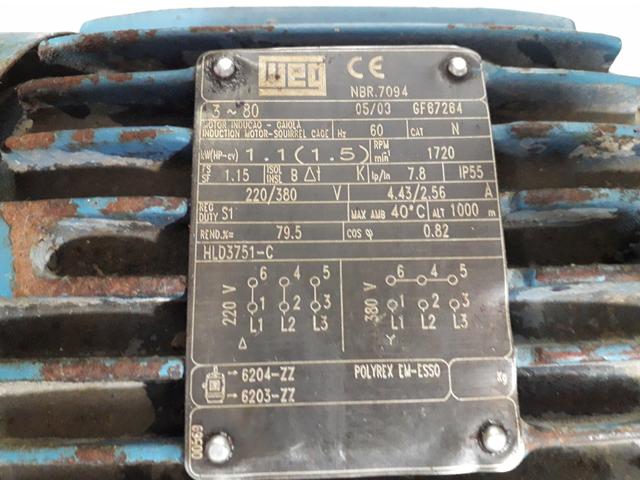 WEG CE
NBR.7094
3 ~ 80 05/03 GF87264
MOTOR INDUCAO - GAIOLA
INDUCTION MOTOR-SQUIRREL CAGE Hz 60 CAT N
kW(HP-cv) 1.1(1.5) RPM min-1 1720
FS SF 1.15 ISOL INSL B Δt K Ip/In 7.8 IP55
220/380 V 4.43/2.56 A
REG DUTY S1 MAX AMB 40°C ALT 1000 m
REND.%= 79.5 COS φ 0.82
HLD3751-C
220 V 6 4 5
1 2 3
L1 L2 L3
Δ
380 V 6 4 5
1 2 3
L1 L2 L3
Y
→6204-ZZ POLYREX EM-ESSO Kg
→6203-ZZ